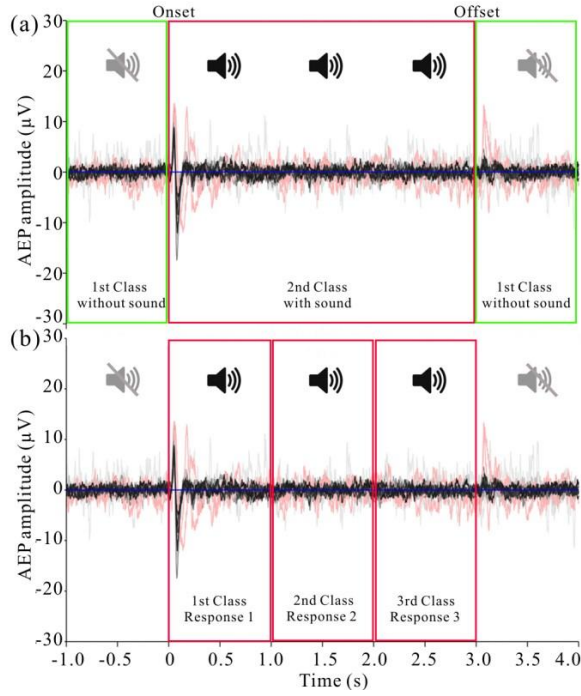 Onset Offset
(a)
30
20
10
0
-10
-20
-30
AEP amplitude (µV)
1st Class
without sound
2nd Class
with sound
1st Class
without sound
(b)
30
20
10
0
-10
-20
-30
AEP amplitude (µV)
1st Class
Response 1
2nd Class
Response 2
3rd Class
Response 3
-1.0 0 0.5 1.0 1.5 2.0 2.5 3.0 3.5 4.0
Time (s)